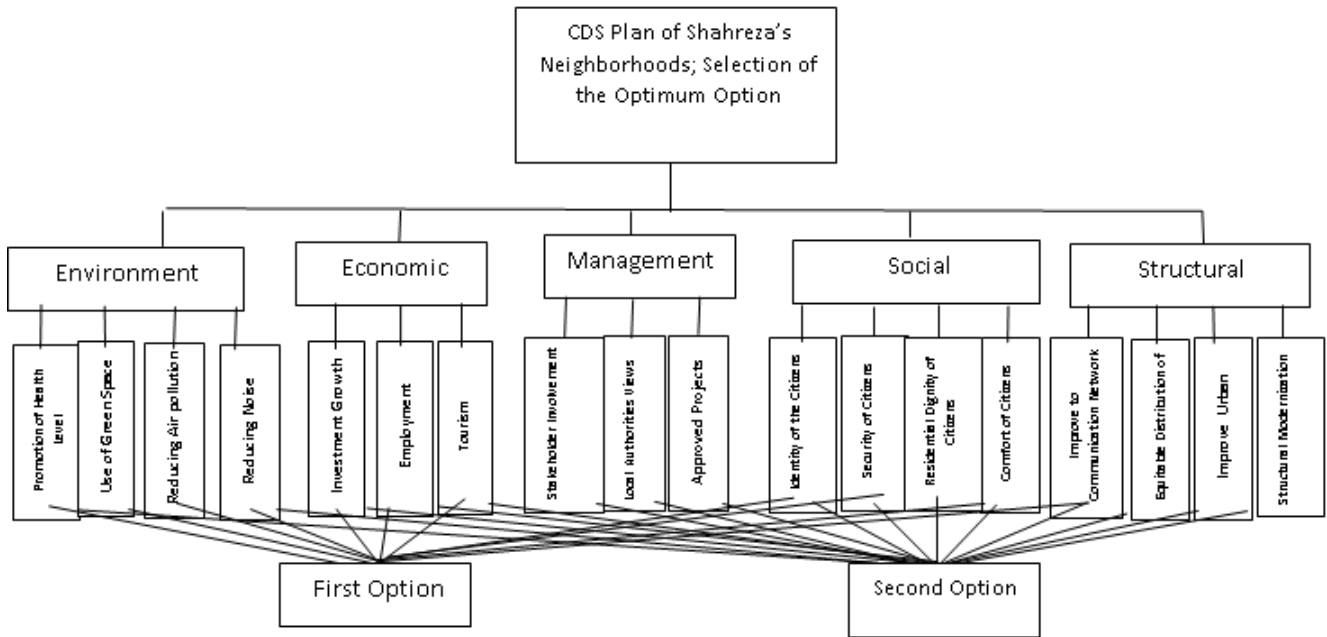 CDS Plan of Shahreza's
Neighborhoods; Selection of
the Optimum Option
Environment
Economic
Management
Social
Structural
Promotion of Health
level
Use of Green Space
Reducing Air pollution
Reducing Noise
Investment Growth
Employment
Tourism
Stakeholder Involvement
Local Authorities Views
Approved Projects
Identity of the Citizens
Security of Citizens
Residential Dignity of
Citizens
Comfort of Citizens
Improve to
Communication Network
Equitable Distribution of
Improve Urban
Structural Modernization
First Option
Second Option